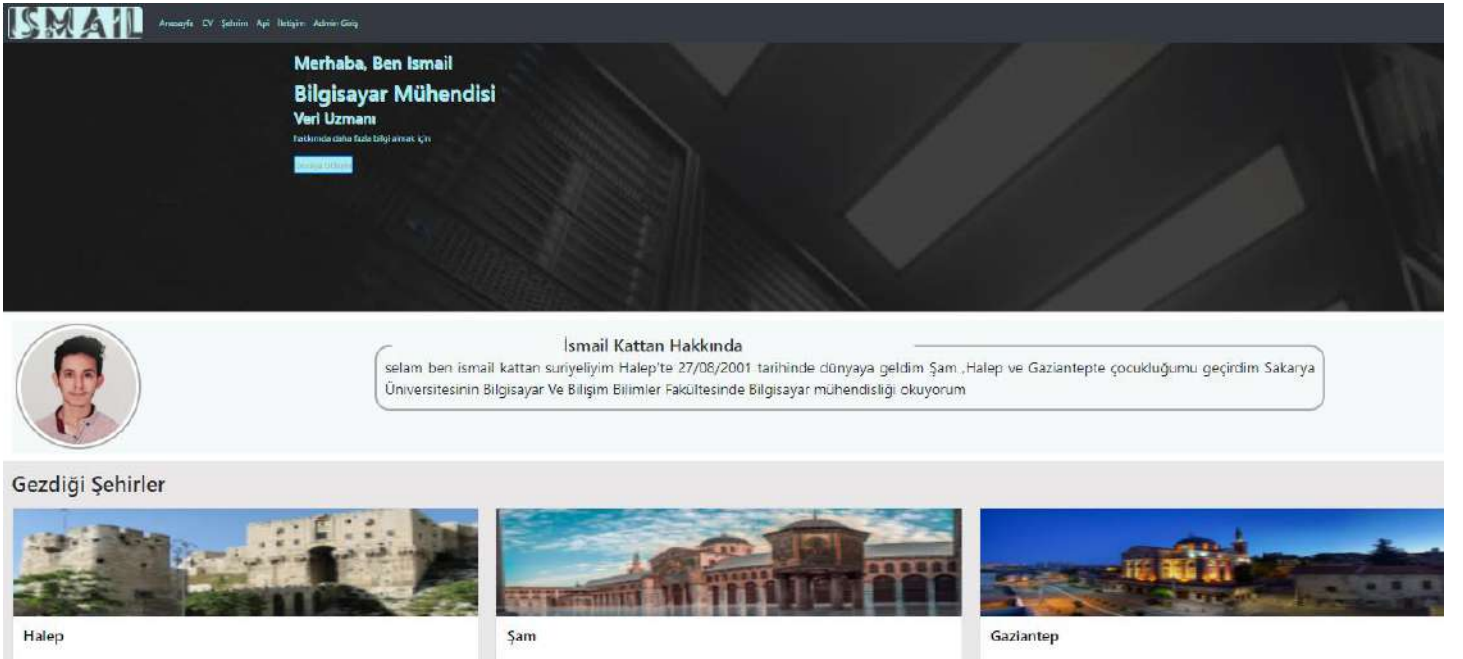 ISMAIL
Anasayfa CV Şehrim Api İletişim Admin Giriş
Merhaba, Ben Ismail
Bilgisayar Mühendisi
Veri Uzmanı
hakkımda daha fazla bilgi almak için
İsmail Kattan Hakkında
selam ben ismail kattan suriyeliyim Halep'te 27/08/2001 tarihinde dünyaya geldim Şam ,Halep ve Gaziantepte çocukluğumu geçirdim Sakarya
Üniversitesinin Bilgisayar Ve Bilişim Bilimler Fakültesinde Bilgisayar mühendisliği okuyorum
Gezdiği Şehirler
Halep
Şam
Gaziantep